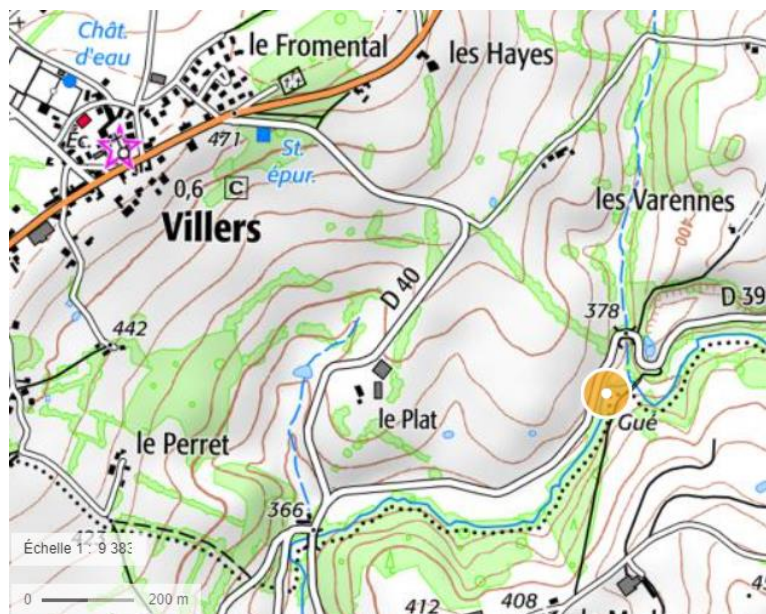 Chât.
d'eau
le Fromental
les Hayes
Éc.
471
St.
épur.
0,6 C
Villers
les Varennes
400
D 40
378
D 39
442
le Plat
Gué
le Perret
366
423
Échelle 1 : 9 383
0 200 m
412
408